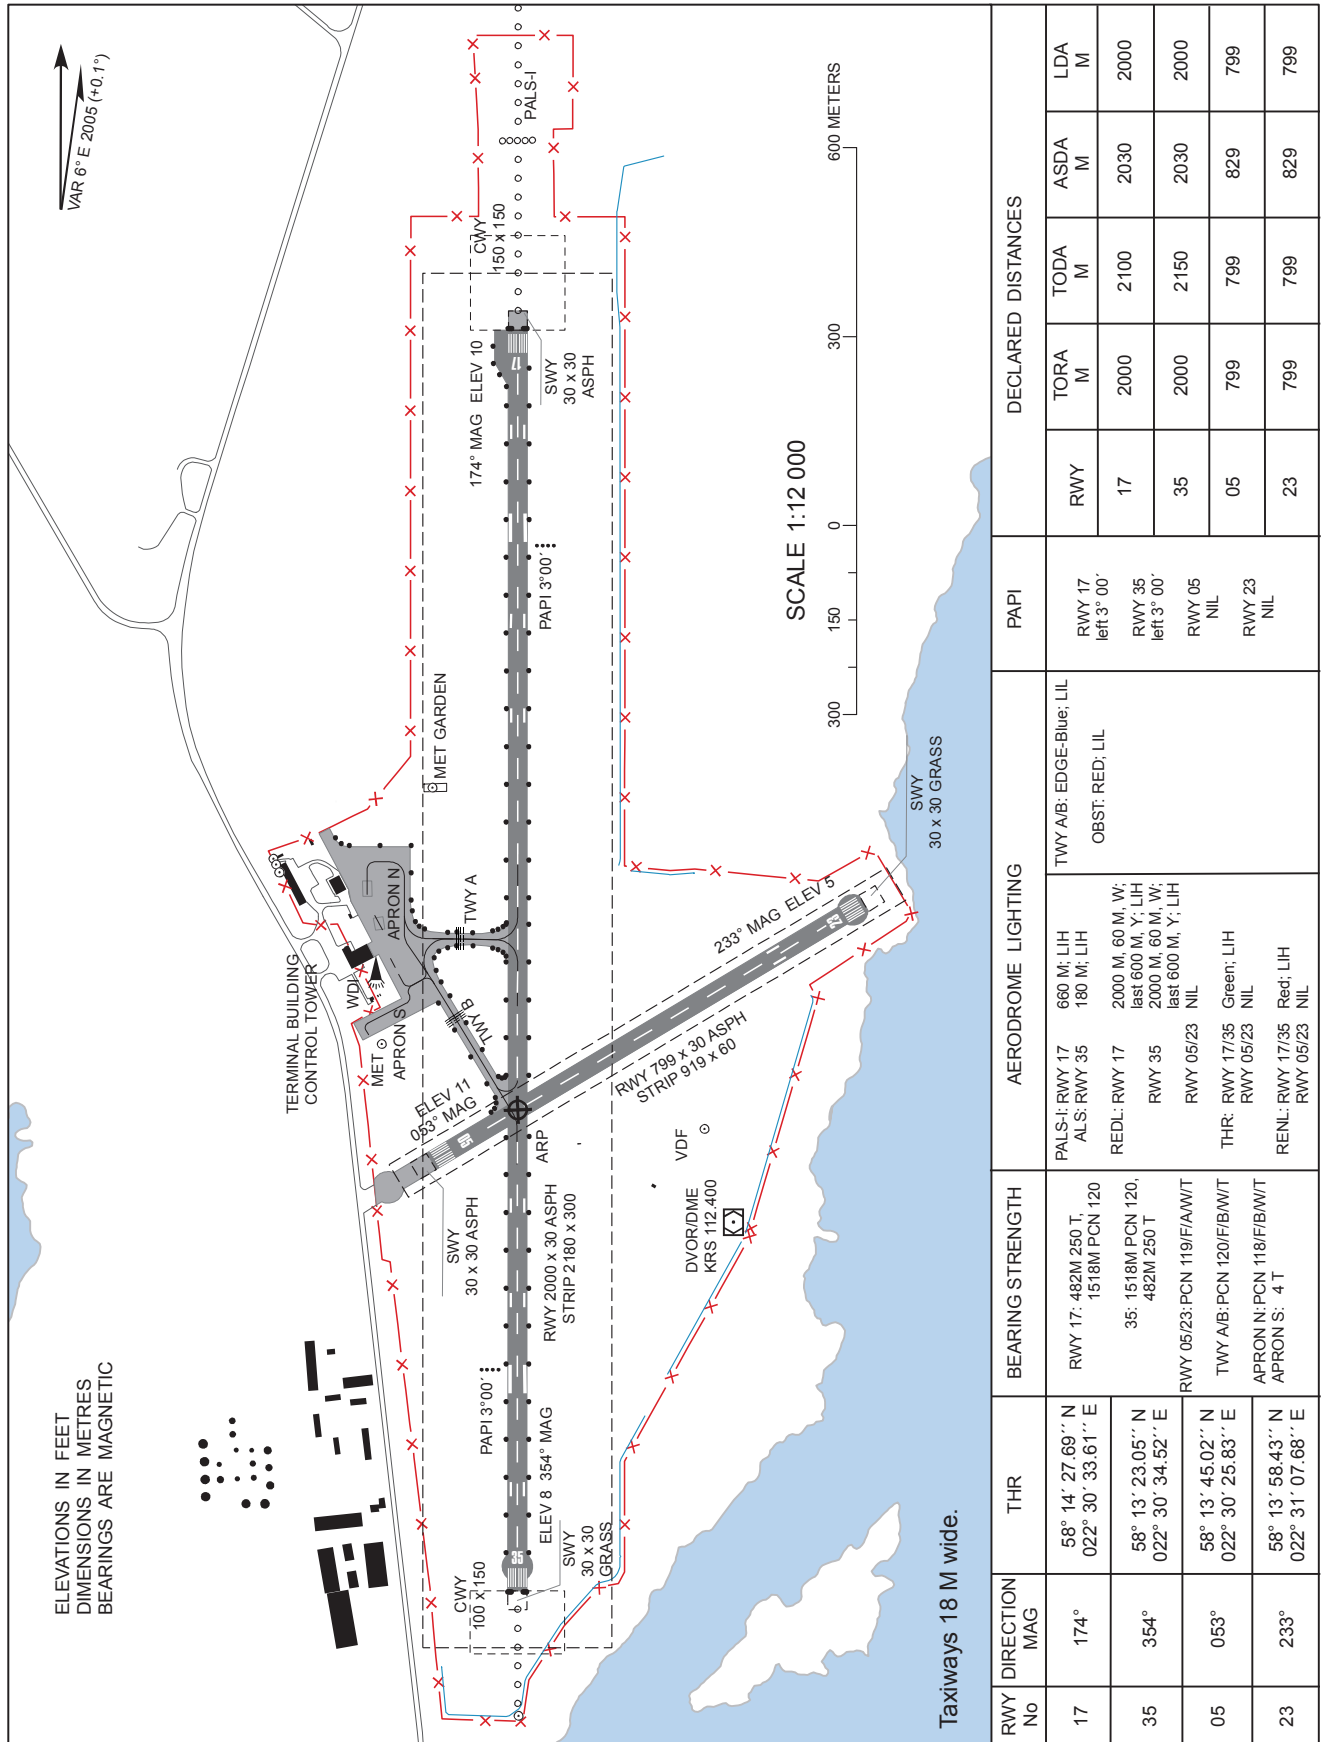 ELEVATIONS IN FEET
DIMENSIONS IN METRES
BEARINGS ARE MAGNETIC
VAR 6° E 2005 (+0.1°)
TERMINAL BUILDING
CONTROL TOWER
WDI
MET
APRON S
APRON N
TWY A
TWY B
MET GARDEN
ELEV 11
053° MAG
05
SWY
30 x 30 ASPH
ARP
174° MAG ELEV 10
CWY
150 x 150
PALS-I
17
SWY
30 x 30
ASPH
PAPI 3°00´
PAPI 3°00´
CWY
100 x 150
35
ELEV 8 354° MAG
SWY
30 x 30
GRASS
RWY 2000 x 30 ASPH
STRIP 2180 x 300
RWY 799 x 30 ASPH
STRIP 919 x 60
233° MAG ELEV 5
23
SWY
30 x 30 GRASS
VDF
DVOR/DME
KRS 112.400
SCALE 1:12 000
300
150
0
300
600 METERS
Taxiways 18 M wide.
RWY
No
DIRECTION
MAG
THR
BEARING STRENGTH
AERODROME LIGHTING
PAPI
DECLARED DISTANCES
17
174°
58° 14´ 27.69´´ N
022° 30´ 33.61´´ E
35
354°
58° 13´ 23.05´´ N
022° 30´ 34.52´´ E
05
053°
58° 13´ 45.02´´ N
022° 30´ 25.83´´ E
23
233°
58° 13´ 58.43´´ N
022° 31´ 07.68´´ E
RWY 17: 482M 250 T,
1518M PCN 120
35: 1518M PCN 120,
482M 250 T
RWY 05/23: PCN 119/F/A/W/T
TWY A/B: PCN 120/F/B/W/T
APRON N: PCN 118/F/B/W/T
APRON S: 4 T
PALS-I: RWY 17 660 M; LIH
ALS: RWY 35 180 M; LIH
REDL: RWY 17 2000 M, 60 M, W;
last 600 M, Y; LIH
RWY 35 2000 M, 60 M, W;
last 600 M, Y; LIH
RWY 05/23 NIL
THR: RWY 17/35 Green; LIH
RWY 05/23 NIL
RENL: RWY 17/35 Red; LIH
RWY 05/23 NIL
TWY A/B: EDGE-Blue; LIL
OBST: RED; LIL
RWY 17
left 3° 00´
RWY 35
left 3° 00´
RWY 05
NIL
RWY 23
NIL
RWY
TORA
M
TODA
M
ASDA
M
LDA
M
17 2000 2100 2030 2000
35 2000 2150 2030 2000
05 799 799 829 799
23 799 799 829 799